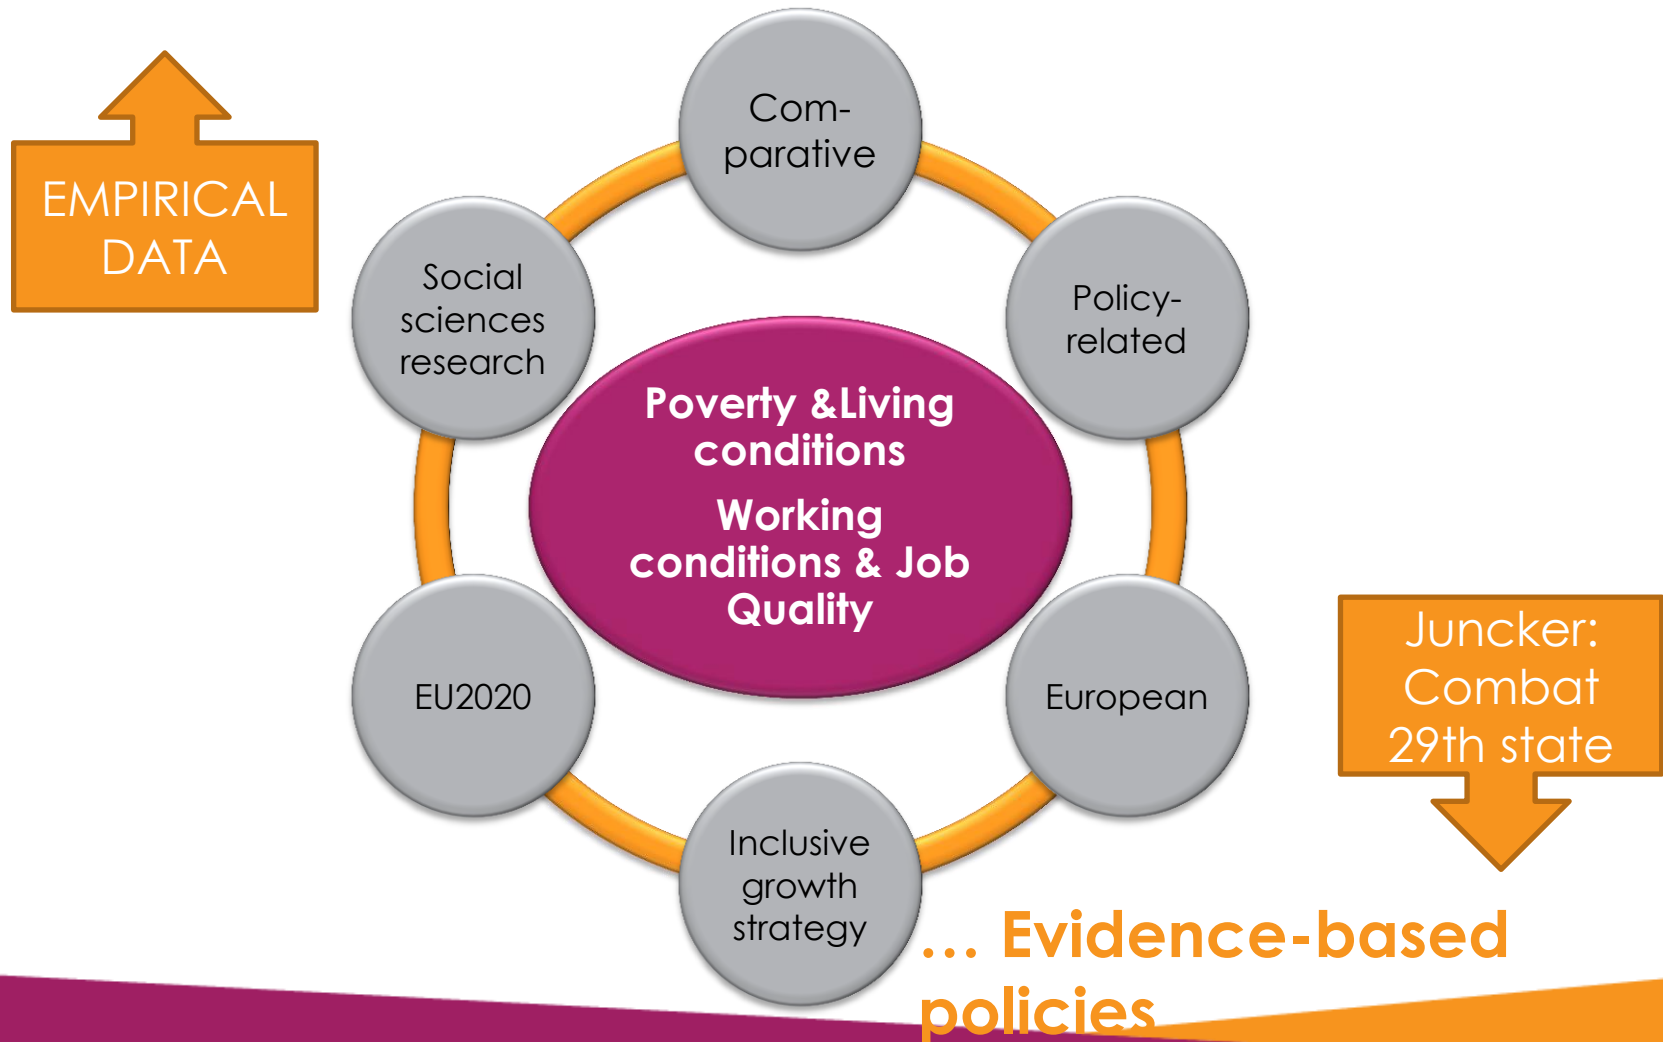 EMPIRICAL
DATA
Com-
parative
Policy-
related
European
Inclusive
growth
strategy
EU2020
Social
sciences
research
Poverty &Living
conditions
Working
conditions & Job
Quality
Juncker:
Combat
29th state
... Evidence-based
policies